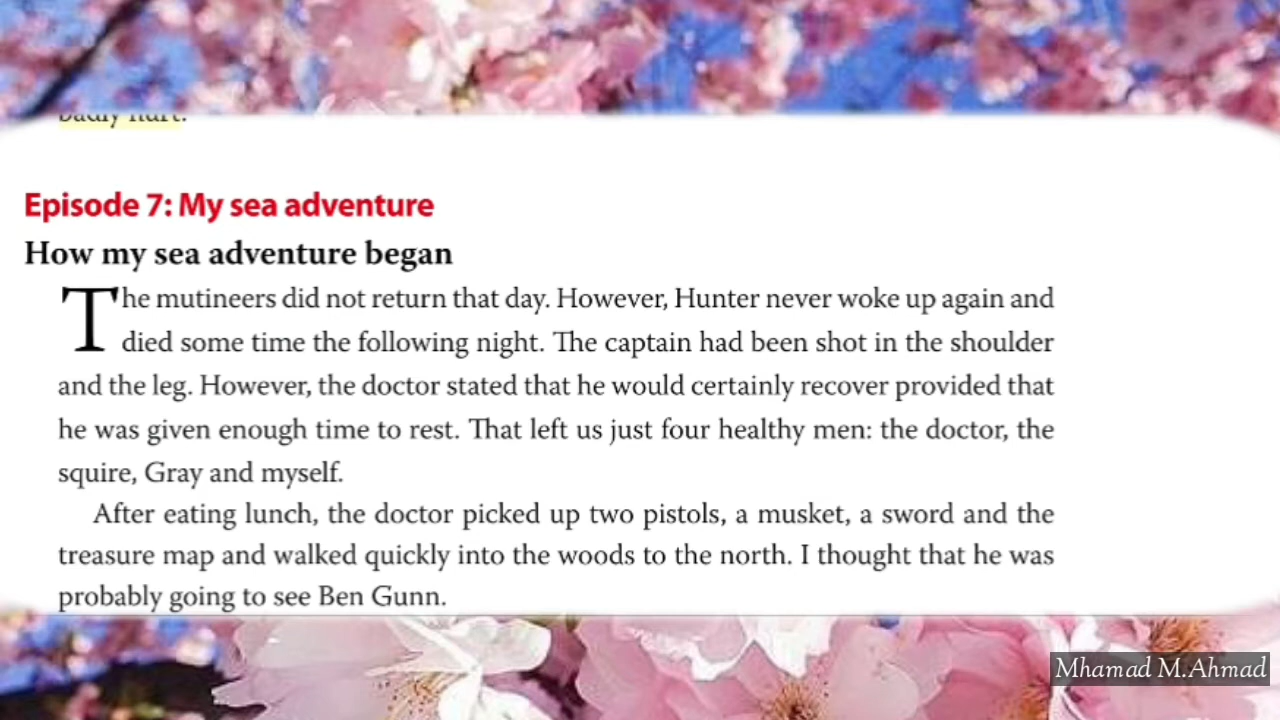 badly hurt.
Episode 7: My sea adventure
How my sea adventure began
The mutineers did not return that day. However, Hunter never woke up again and
died some time the following night. The captain had been shot in the shoulder
and the leg. However, the doctor stated that he would certainly recover provided that
he was given enough time to rest. That left us just four healthy men: the doctor, the
squire, Gray and myself.
After eating lunch, the doctor picked up two pistols, a musket, a sword and the
treasure map and walked quickly into the woods to the north. I thought that he was
probably going to see Ben Gunn.
Mhamad M.Ahmad